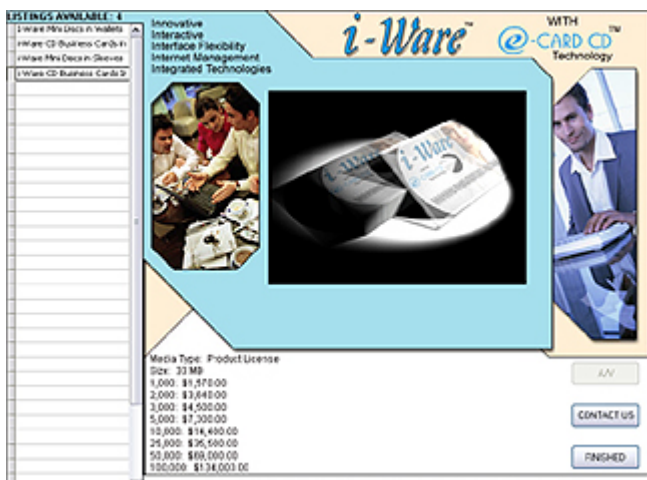 LISTINGS AVAILABLE: 4
i-Ware Mini Discs in Wallets
i-Ware CD Business Cards in
i-Ware Mini Discs in Sleeves
i-Ware CD Business Cards in
Innovative
Interactive
Interface Flexibility
Internet Management
Integrated Technologies
i-Ware™
WITH
e-CARD CD™
Technology
i-Ware
i-Ware
Media Type: Product License
Size: 33 MB
1,000: $1,570.00
2,000: $3,040.00
3,000: $4,500.00
5,000: $7,300.00
10,000: $14,400.00
25,000: $35,500.00
50,000: $69,000.00
100,000: $134,000.00
A/V
CONTACT US
FINISHED